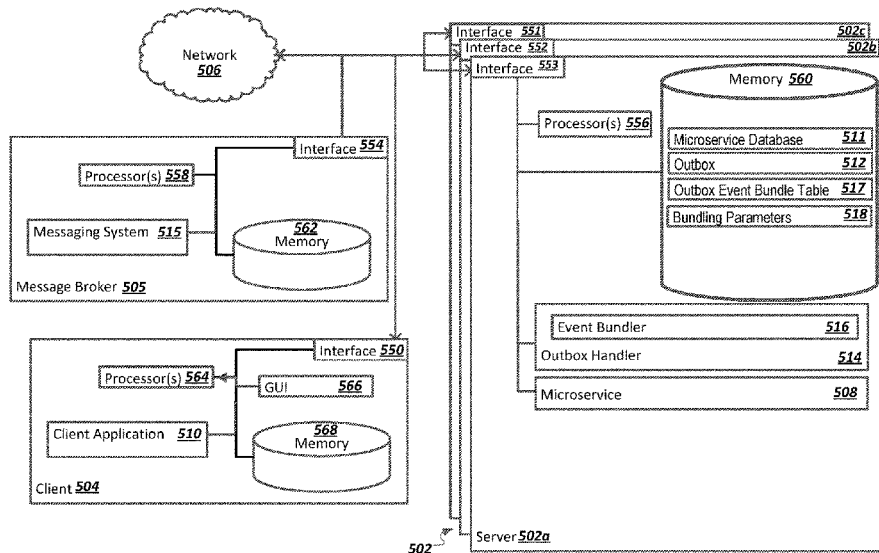 Network
506
Interface 554
Processor(s) 558
Messaging System 515
562
Memory
Message Broker 505
Interface 550
Processor(s) 564
GUI 566
Client Application 510
568
Memory
Client 504
Interface 551 502c
Interface 552 502b
Interface 553
Memory 560
Processor(s) 556
Microservice Database 511
Outbox 512
Outbox Event Bundle Table 517
Bundling Parameters 518
Event Bundler 516
Outbox Handler 514
Microservice 508
502
Server 502a